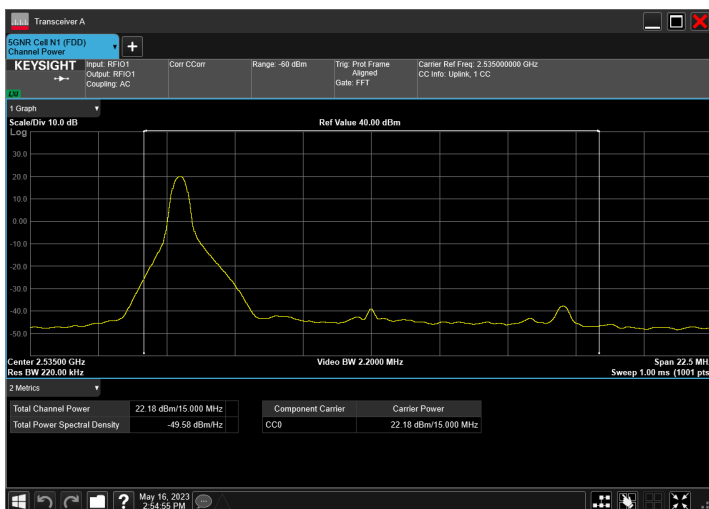 Transceiver A
5GNR Cell N1 (FDD)
Channel Power
KEYSIGHT
LXI
Input: RFIO1
Output: RFIO1
Coupling: AC
Corr CCorr
Range: -60 dBm
Trig: Prot Frame
Aligned
Gate: FFT
Carrier Ref Freq: 2.535000000 GHz
CC Info: Uplink, 1 CC
1 Graph
Scale/Div 10.0 dB
Ref Value 40.00 dBm
Log
30.0
20.0
10.0
0.00
-10.0
-20.0
-30.0
-40.0
-50.0
Center 2.53500 GHz
Video BW 2.2000 MHz
Span 22.5 MH
Res BW 220.00 kHz
Sweep 1.00 ms (1001 pts
2 Metrics
Total Channel Power 22.18 dBm/15.000 MHz
Total Power Spectral Density -49.58 dBm/Hz
Component Carrier Carrier Power
CC0 22.18 dBm/15.000 MHz
May 16, 2023
2:54:55 PM